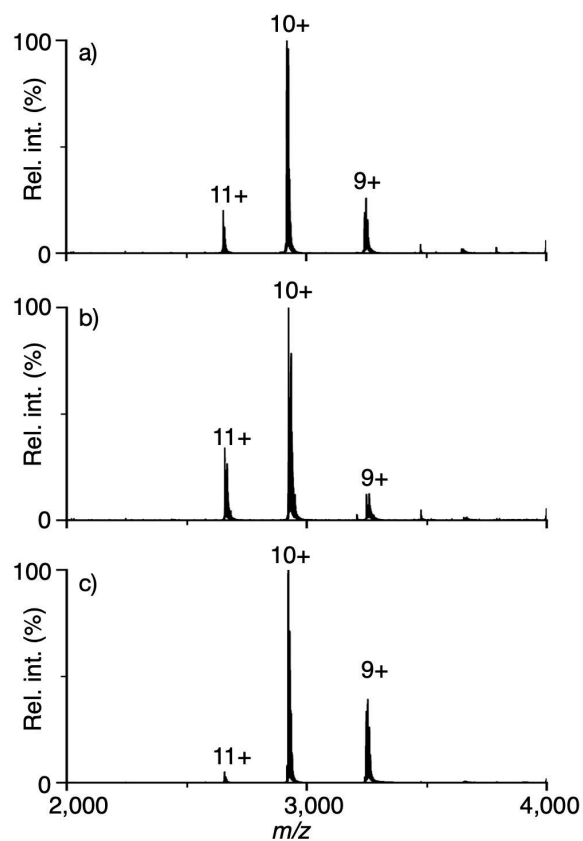 10+
100
a)
Rel. int. (%)
11+
9+
0
10+
100
b)
Rel. int. (%)
11+
9+
0
10+
100
c)
Rel. int. (%)
9+
11+
0
2,000
3,000
4,000
m/z